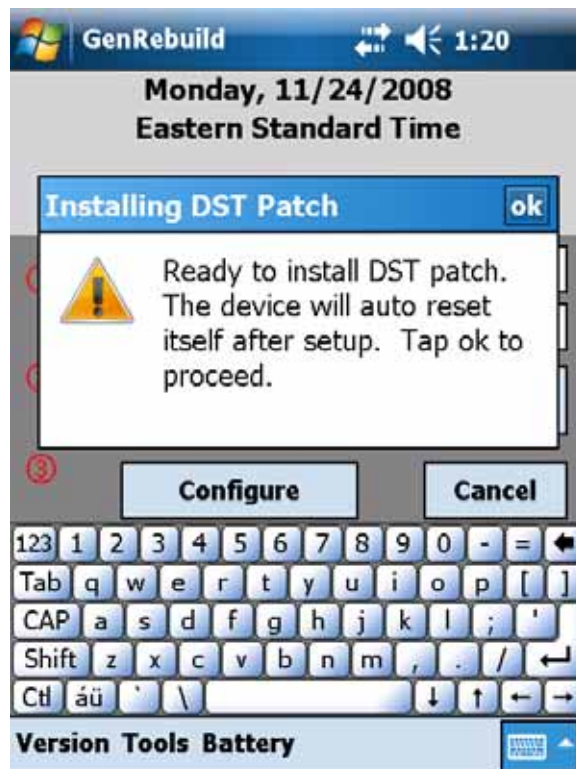 GenRebuild 1:20
Monday, 11/24/2008
Eastern Standard Time
Installing DST Patch ok
Ready to install DST patch.
The device will auto reset
itself after setup. Tap ok to
proceed.
3
Configure Cancel
123 1 2 3 4 5 6 7 8 9 0 - =
Tab q w e r t y u i o p [ ]
CAP a s d f g h j k l ; '
Shift z x c v b n m , . /
Ctl áü ` \
Version Tools Battery